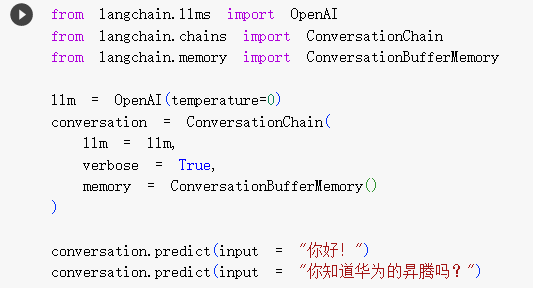 from langchain.llms import OpenAI
from langchain.chains import ConversationChain
from langchain.memory import ConversationBufferMemory
llm = OpenAI(temperature=0)
conversation = ConversationChain(
    llm = llm,
    verbose = True,
    memory = ConversationBufferMemory()
)
conversation.predict(input = "你好！")
conversation.predict(input = "你知道华为的昇腾吗？")